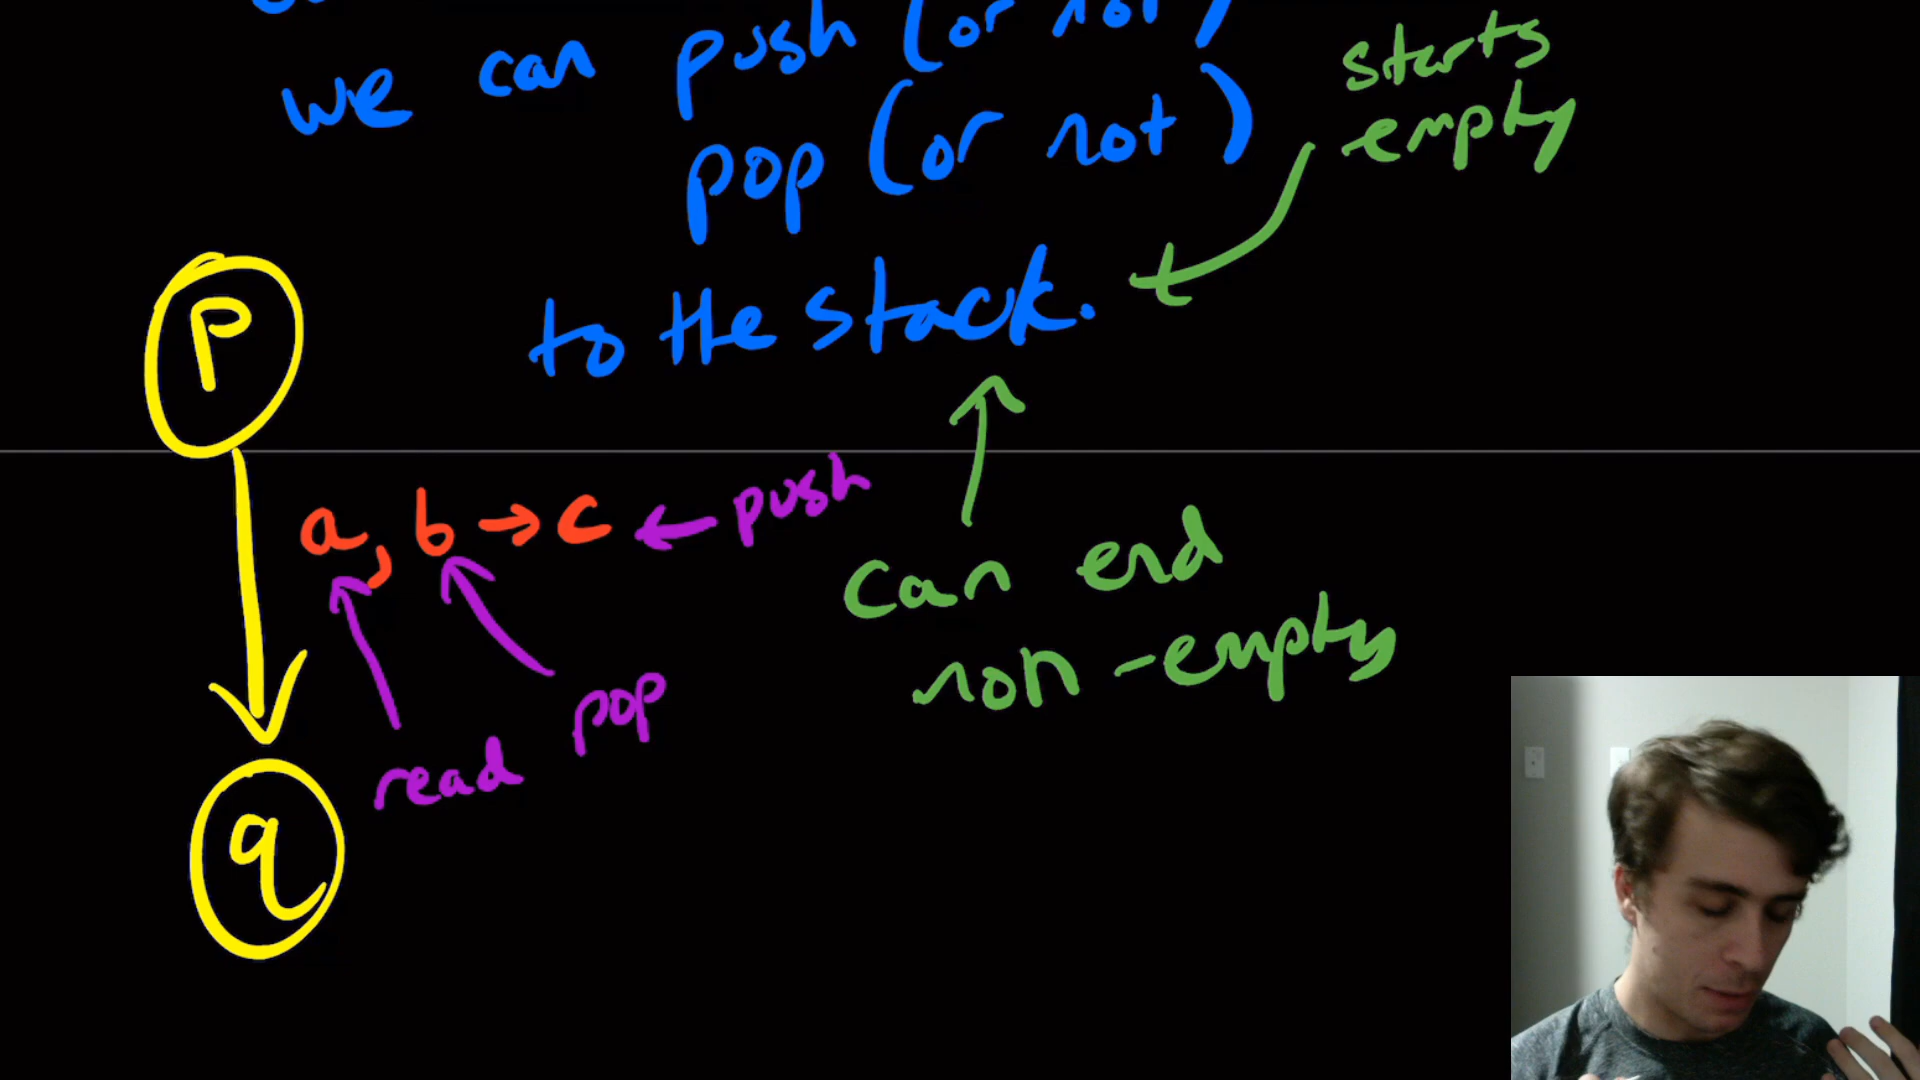 we can push (or not)
pop (or not)
to the stack.
starts
empty
P
a, b → c ← push
can end
non-empty
read pop
q